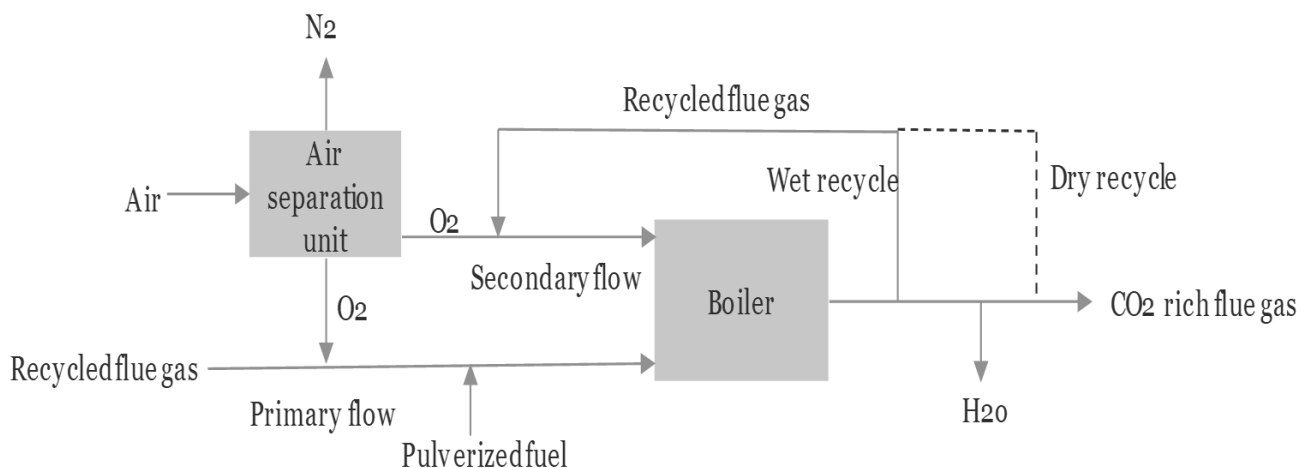 N2
Recycled flue gas
Air
separation
unit
Air
Wet recycle
Dry recycle
O2
Secondary flow
Boiler
O2
CO2 rich flue gas
Recycled flue gas
Primary flow
H20
Pulverized fuel